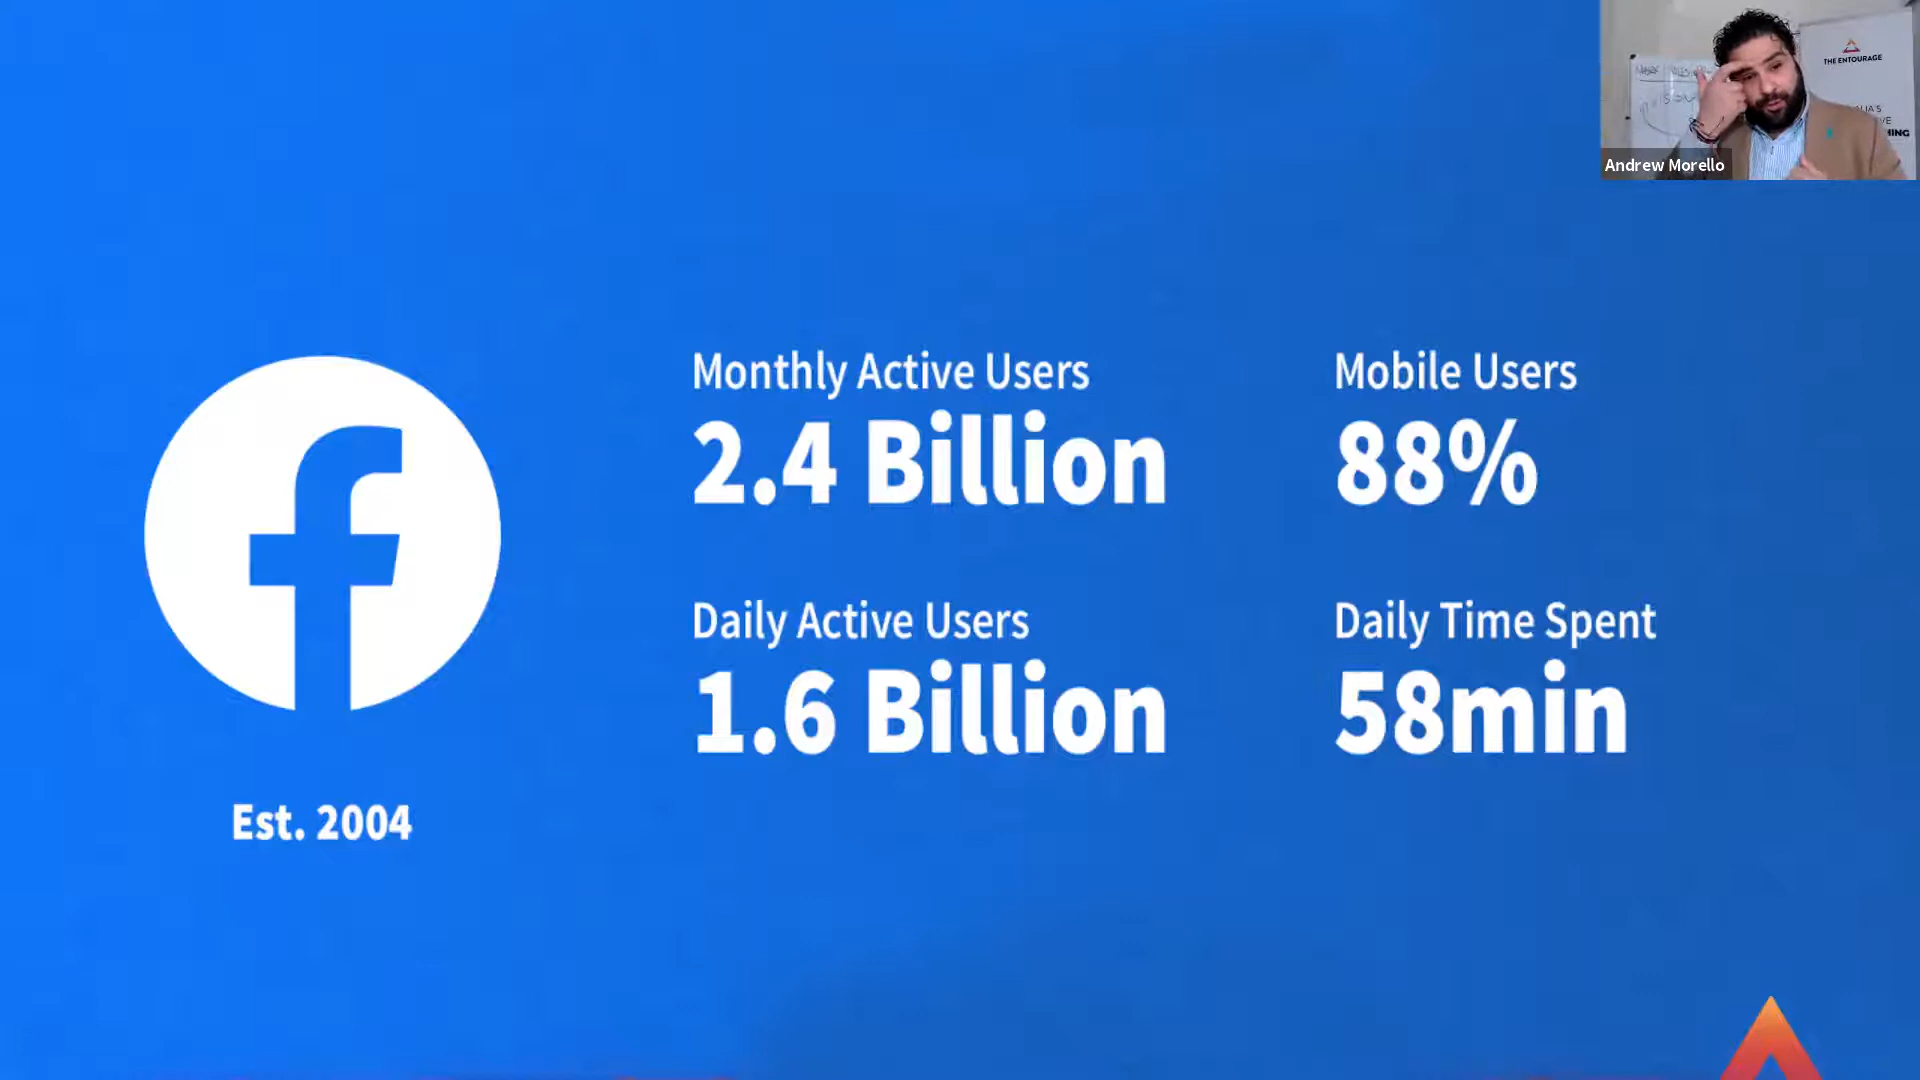 Monthly Active Users
2.4 Billion
Mobile Users
88%
Daily Active Users
1.6 Billion
Daily Time Spent
58min
Est. 2004
THE ENTOURAGE
Andrew Morello